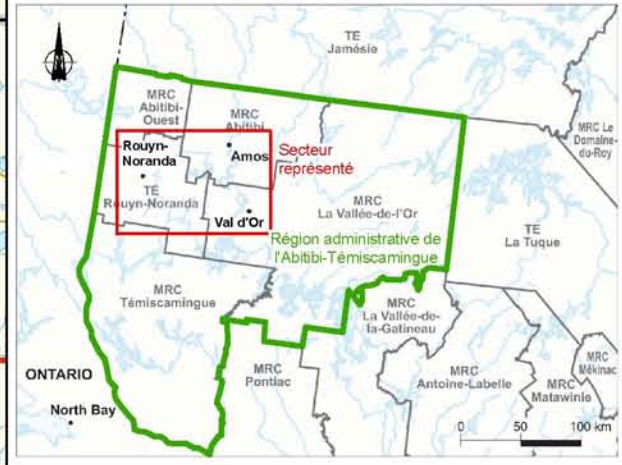 TE
Jamésie
MRC
Abitibi-
Ouest
MRC
Abitibi
MRC Le
Domaine-
du-Roy
Rouyn-
Noranda
Amos
Secteur
représenté
TE
Rouyn-Noranda
Val d'Or
MRC
La Vallée-de-l'Or
TE
La Tuque
Région administrative de
l'Abitibi-Témiscamingue
MRC
Témiscamingue
MRC
La Vallée-de-
la-Gatineau
ONTARIO
North Bay
MRC
Pontiac
MRC
Antoine-Labelle
MRC
Matawinie
MRC
Mékinac
0 50 100 km